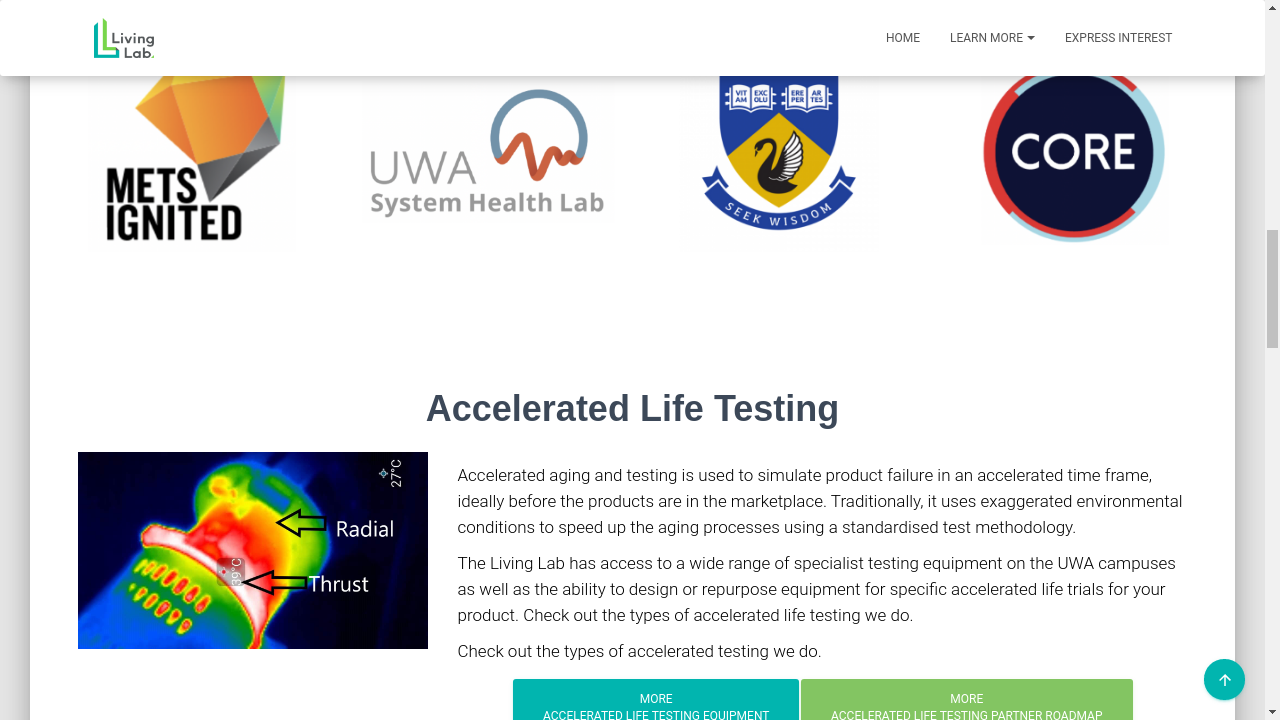 Living
Lab.
HOME
LEARN MORE
EXPRESS INTEREST
METS
IGNITED
UWA
System Health Lab
VIT EXC
AM OLU
ERE AR
PER TES
SEEK WISDOM
CORE
Accelerated Life Testing
27°C
Radial
39°C
Thrust
Accelerated aging and testing is used to simulate product failure in an accelerated time frame,
ideally before the products are in the marketplace. Traditionally, it uses exaggerated environmental
conditions to speed up the aging processes using a standardised test methodology.
The Living Lab has access to a wide range of specialist testing equipment on the UWA campuses
as well as the ability to design or repurpose equipment for specific accelerated life trials for your
product. Check out the types of accelerated life testing we do.
Check out the types of accelerated testing we do.
MORE
ACCELERATED LIFE TESTING EQUIPMENT
MORE
ACCELERATED LIFE TESTING PARTNER ROADMAP